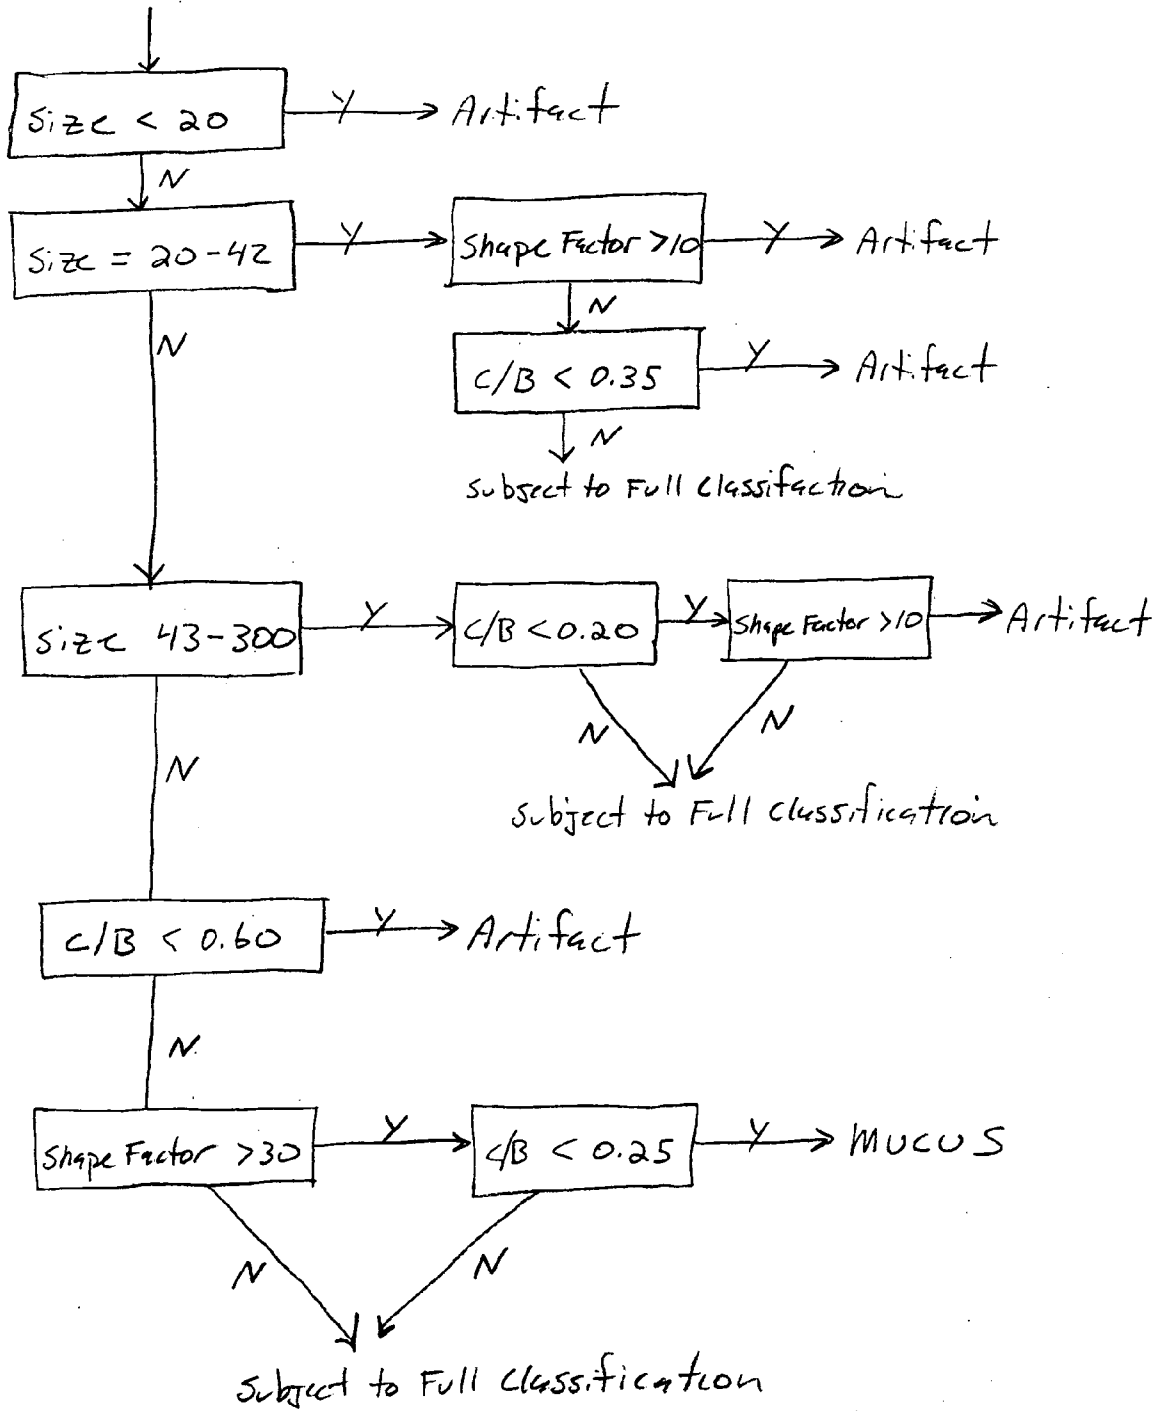 Size < 20
Y
Artifact
N
Size = 20-42
Y
Shape Factor >10
Y
Artifact
N
N
C/B < 0.35
Y
Artifact
N
Subject to Full Classifaction
Size 43-300
Y
C/B < 0.20
Y
Shape Factor >10
Artifact
N
N
N
Subject to Full Classification
C/B < 0.60
Y
Artifact
N
Shape Factor >30
Y
C/B < 0.25
Y
MUCUS
N
N
Subject to Full Classification